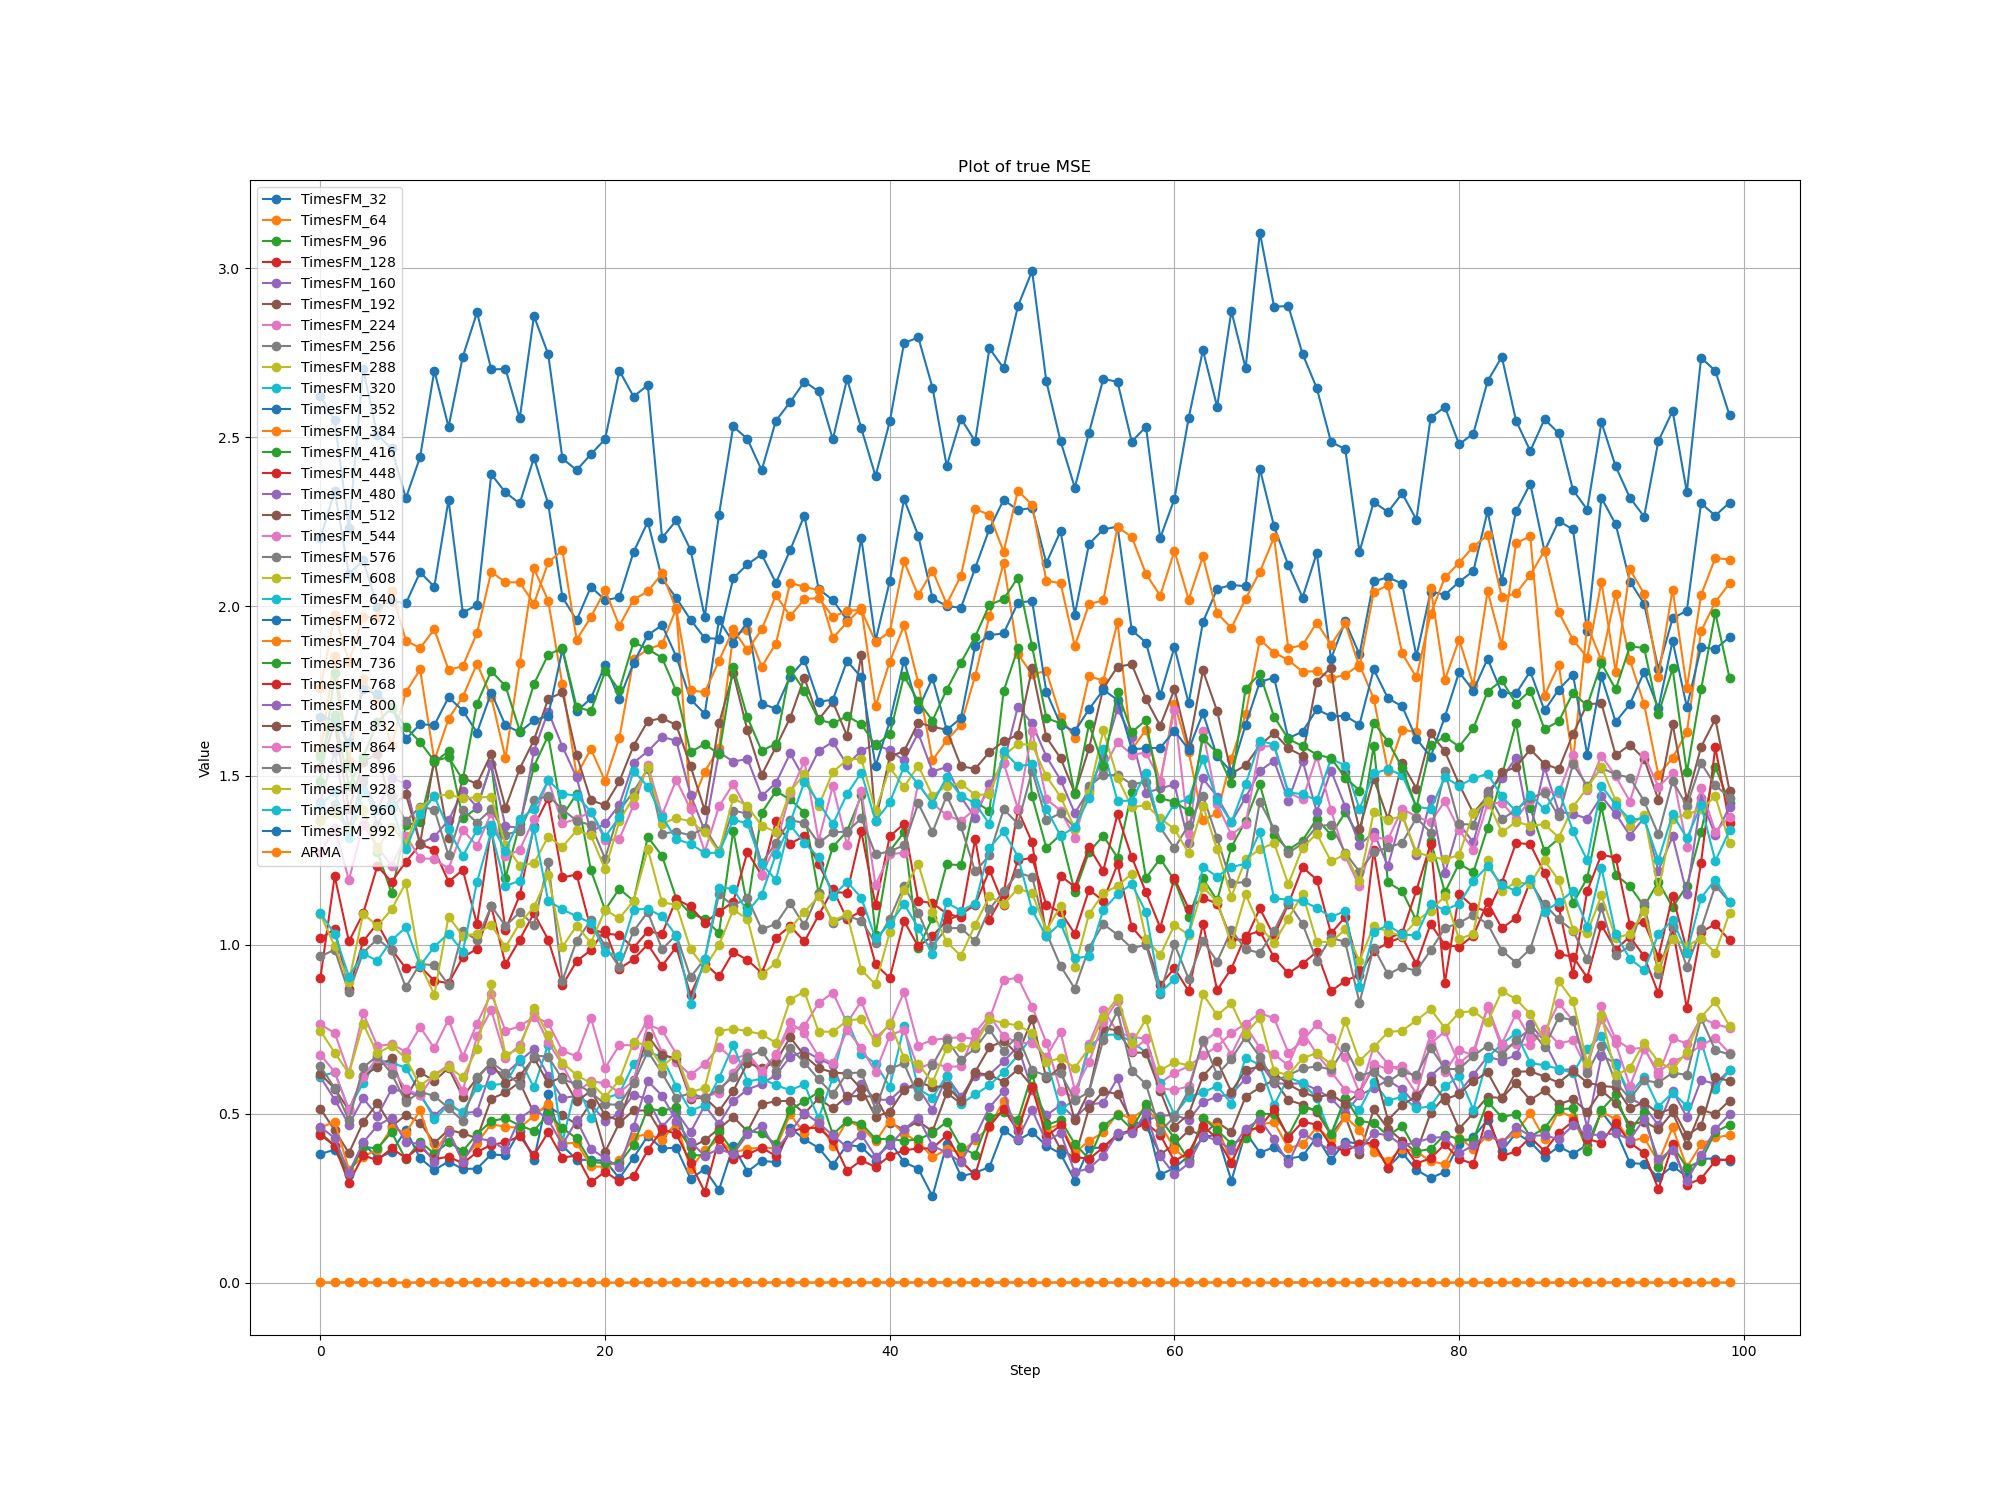 Plot of true MSE
3.0
2.5
2.0
1.5
1.0
0.5
0.0
Value
TimesFM_32
TimesFM_64
TimesFM_96
TimesFM_128
TimesFM_160
TimesFM_192
TimesFM_224
TimesFM_256
TimesFM_288
TimesFM_320
TimesFM_352
TimesFM_384
TimesFM_416
TimesFM_448
TimesFM_480
TimesFM_512
TimesFM_544
TimesFM_576
TimesFM_608
TimesFM_640
TimesFM_672
TimesFM_704
TimesFM_736
TimesFM_768
TimesFM_800
TimesFM_832
TimesFM_864
TimesFM_896
TimesFM_928
TimesFM_960
TimesFM_992
ARMA
0 20 40 60 80 100
Step